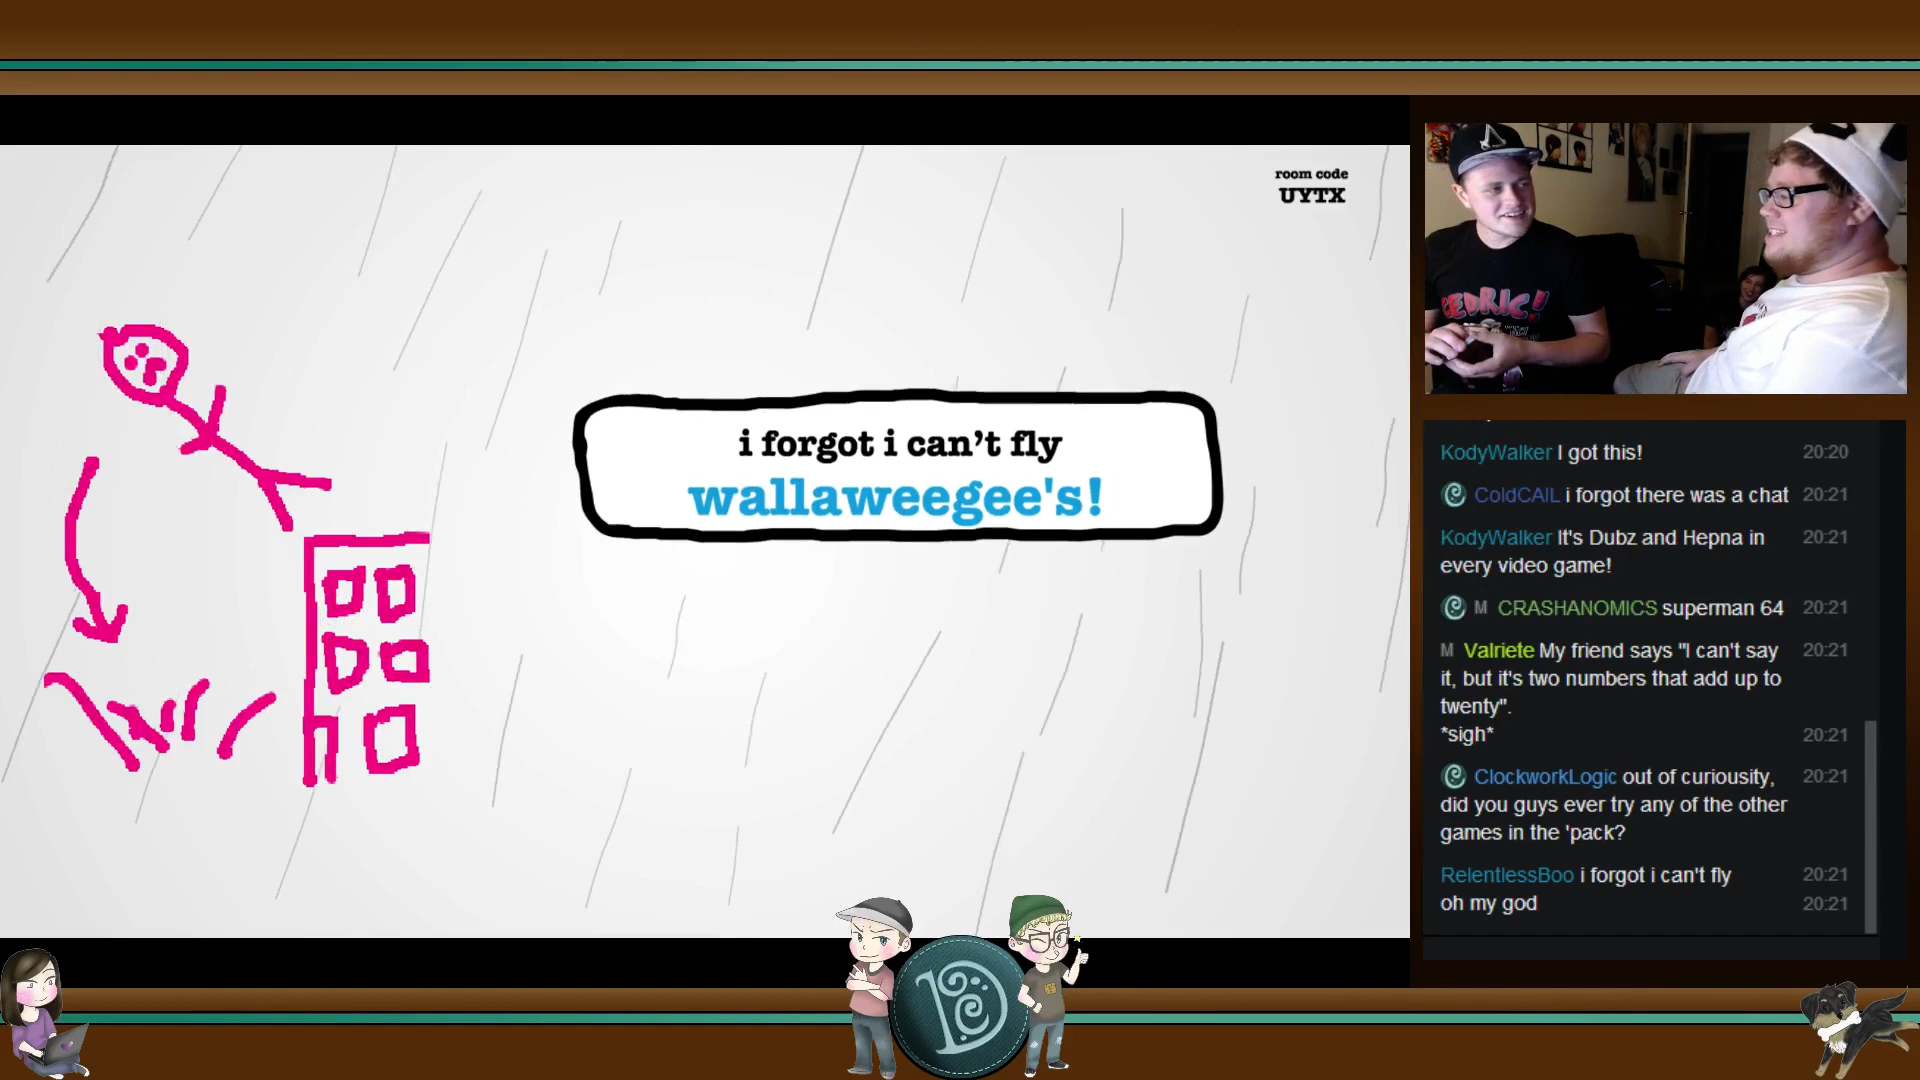 room code
UYTX
i forgot i can't fly
wallaweegee's!
CEDRIC!
KodyWalker I got this! 20:20
ColdCAIL i forgot there was a chat 20:21
KodyWalker It's Dubz and Hepna in 20:21
every video game!
M CRASHANOMICS superman 64 20:21
M Valriete My friend says "I can't say 20:21
it, but it's two numbers that add up to
twenty".
*sigh* 20:21
ClockworkLogic out of curiousity, 20:21
did you guys ever try any of the other
games in the 'pack?
RelentlessBoo i forgot i can't fly 20:21
oh my god 20:21